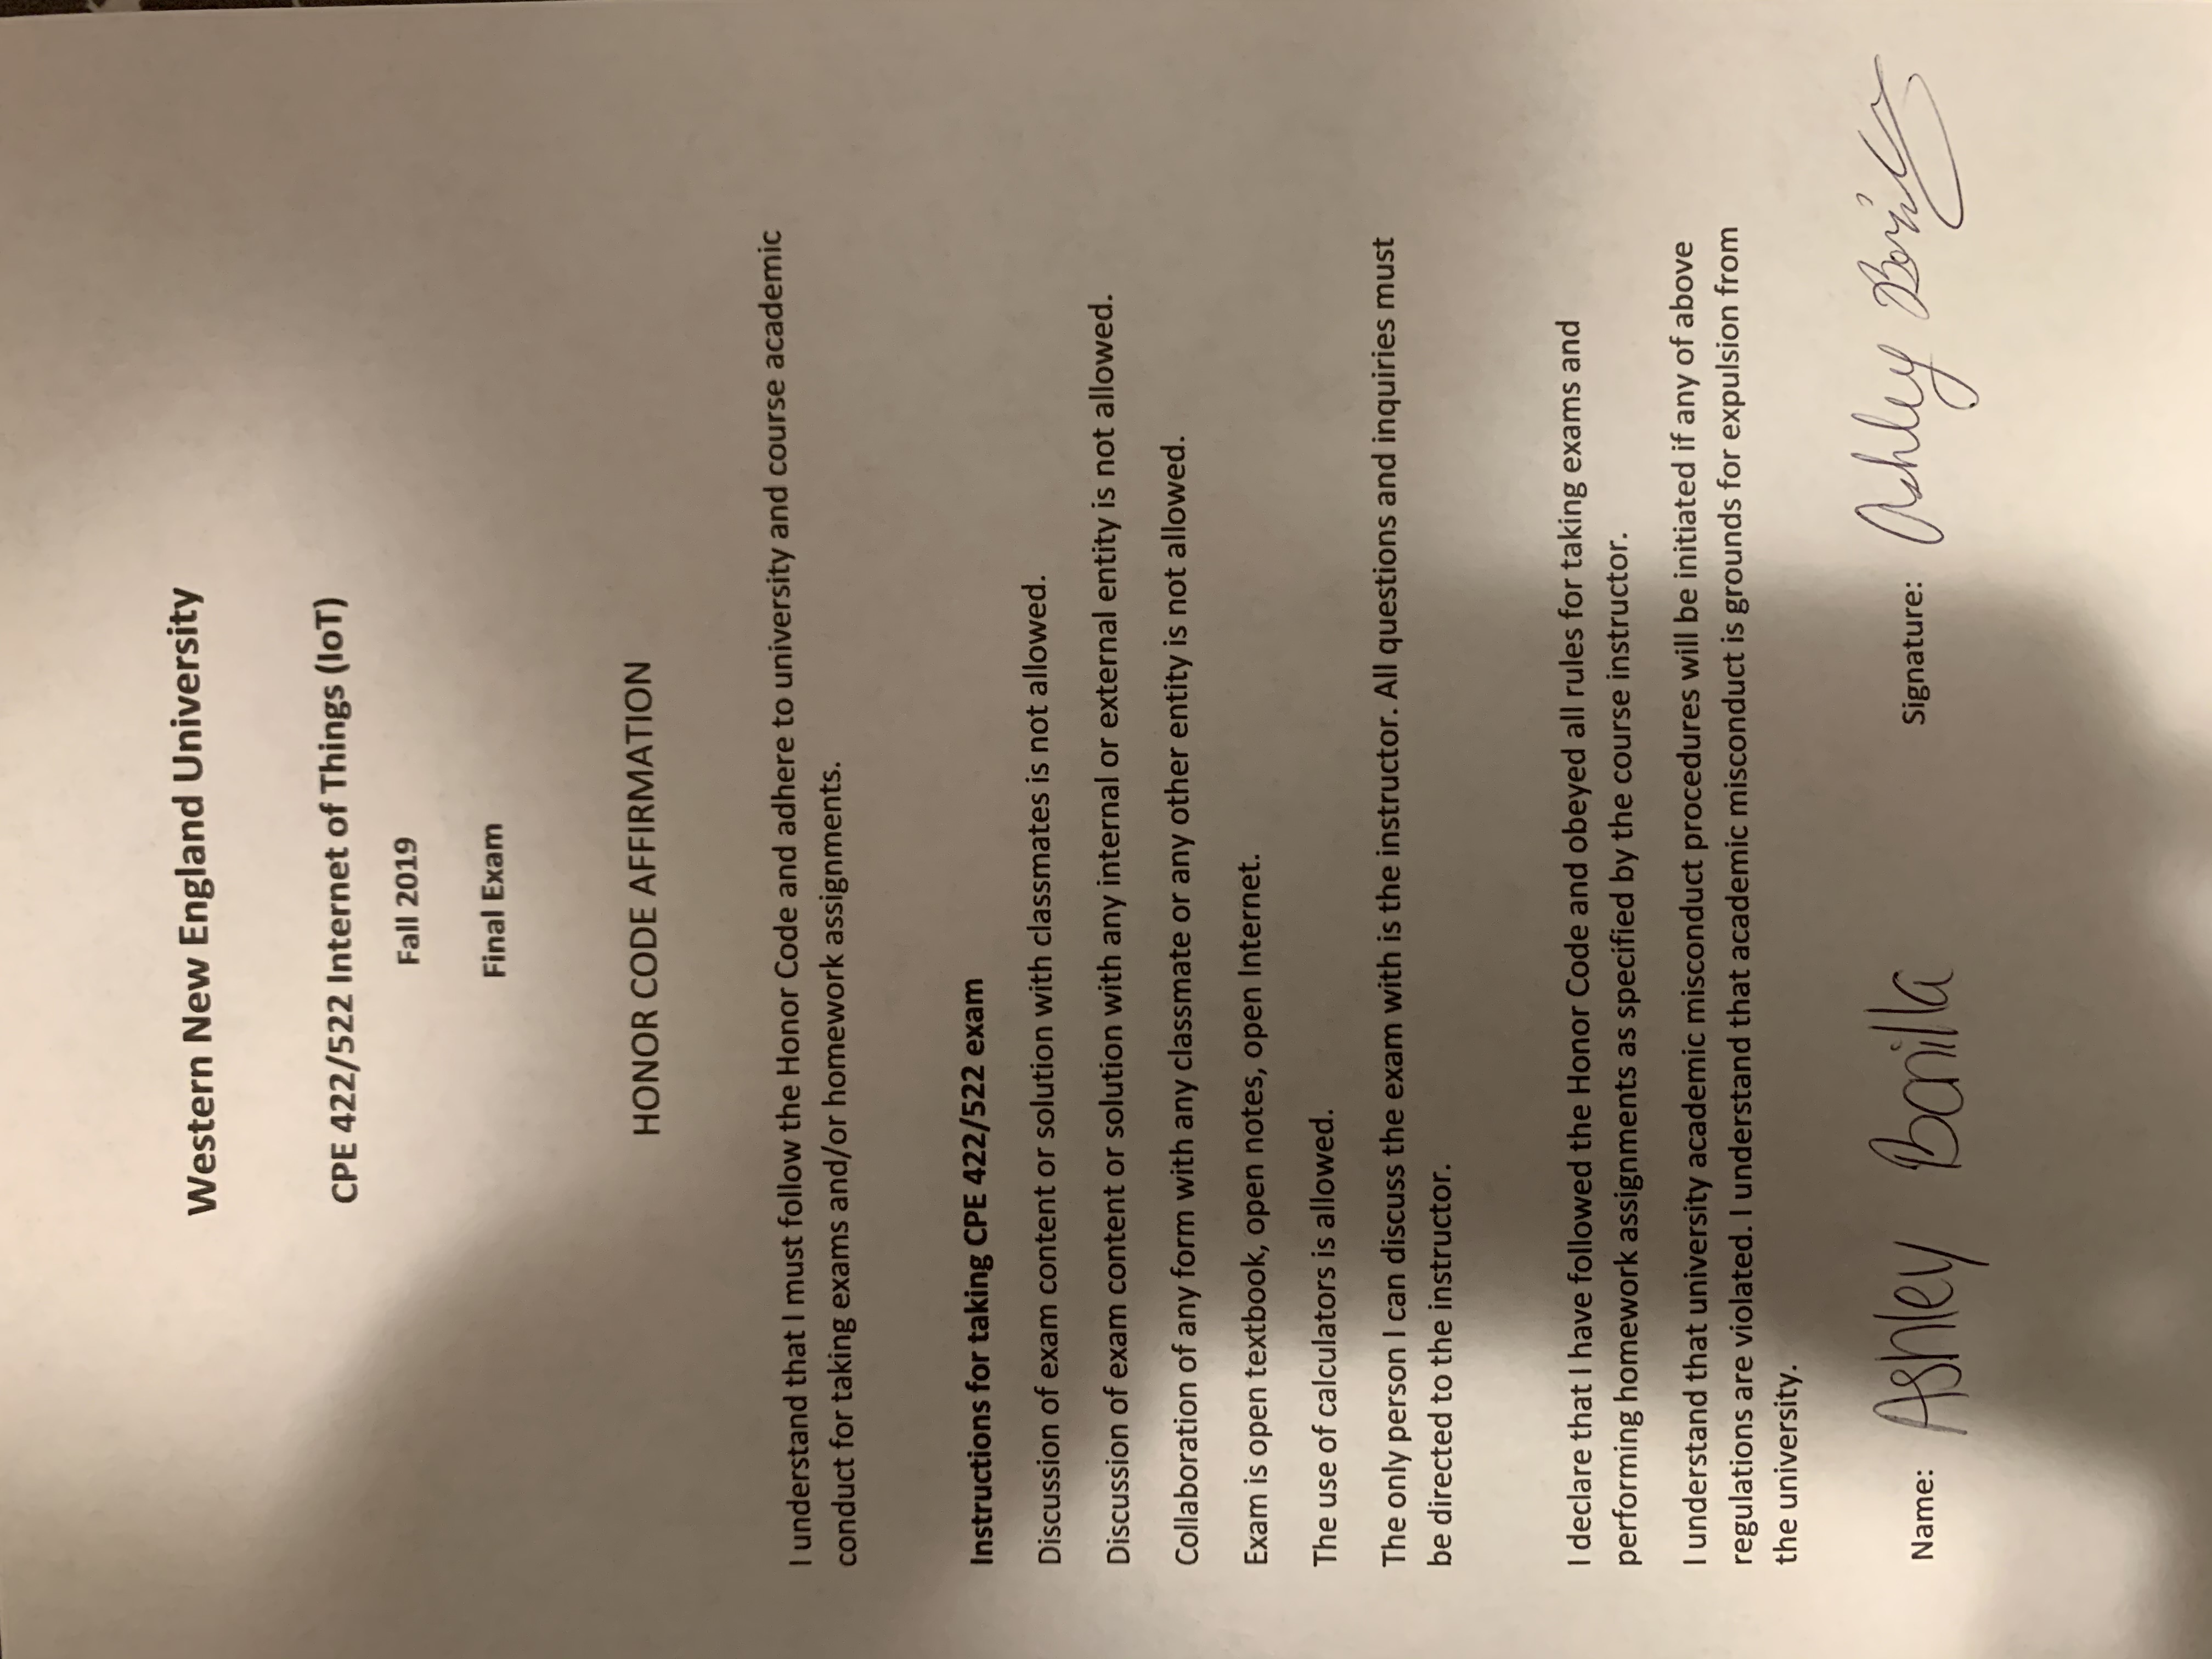 Western New England University
CPE 422/522 Internet of Things (IoT)
Fall 2019
Final Exam
HONOR CODE AFFIRMATION
I understand that I must follow the Honor Code and adhere to university and course academic
conduct for taking exams and/or homework assignments.
Instructions for taking CPE 422/522 exam
Discussion of exam content or solution with classmates is not allowed.
Discussion of exam content or solution with any internal or external entity is not allowed.
Collaboration of any form with any classmate or any other entity is not allowed.
Exam is open textbook, open notes, open Internet.
The use of calculators is allowed.
The only person I can discuss the exam with is the instructor. All questions and inquiries must
be directed to the instructor.
I declare that I have followed the Honor Code and obeyed all rules for taking exams and
performing homework assignments as specified by the course instructor.
I understand that university academic misconduct procedures will be initiated if any of above
regulations are violated. I understand that academic misconduct is grounds for expulsion from
the university.
Name: Ashley Bonilla Signature: Ashley Bonilla